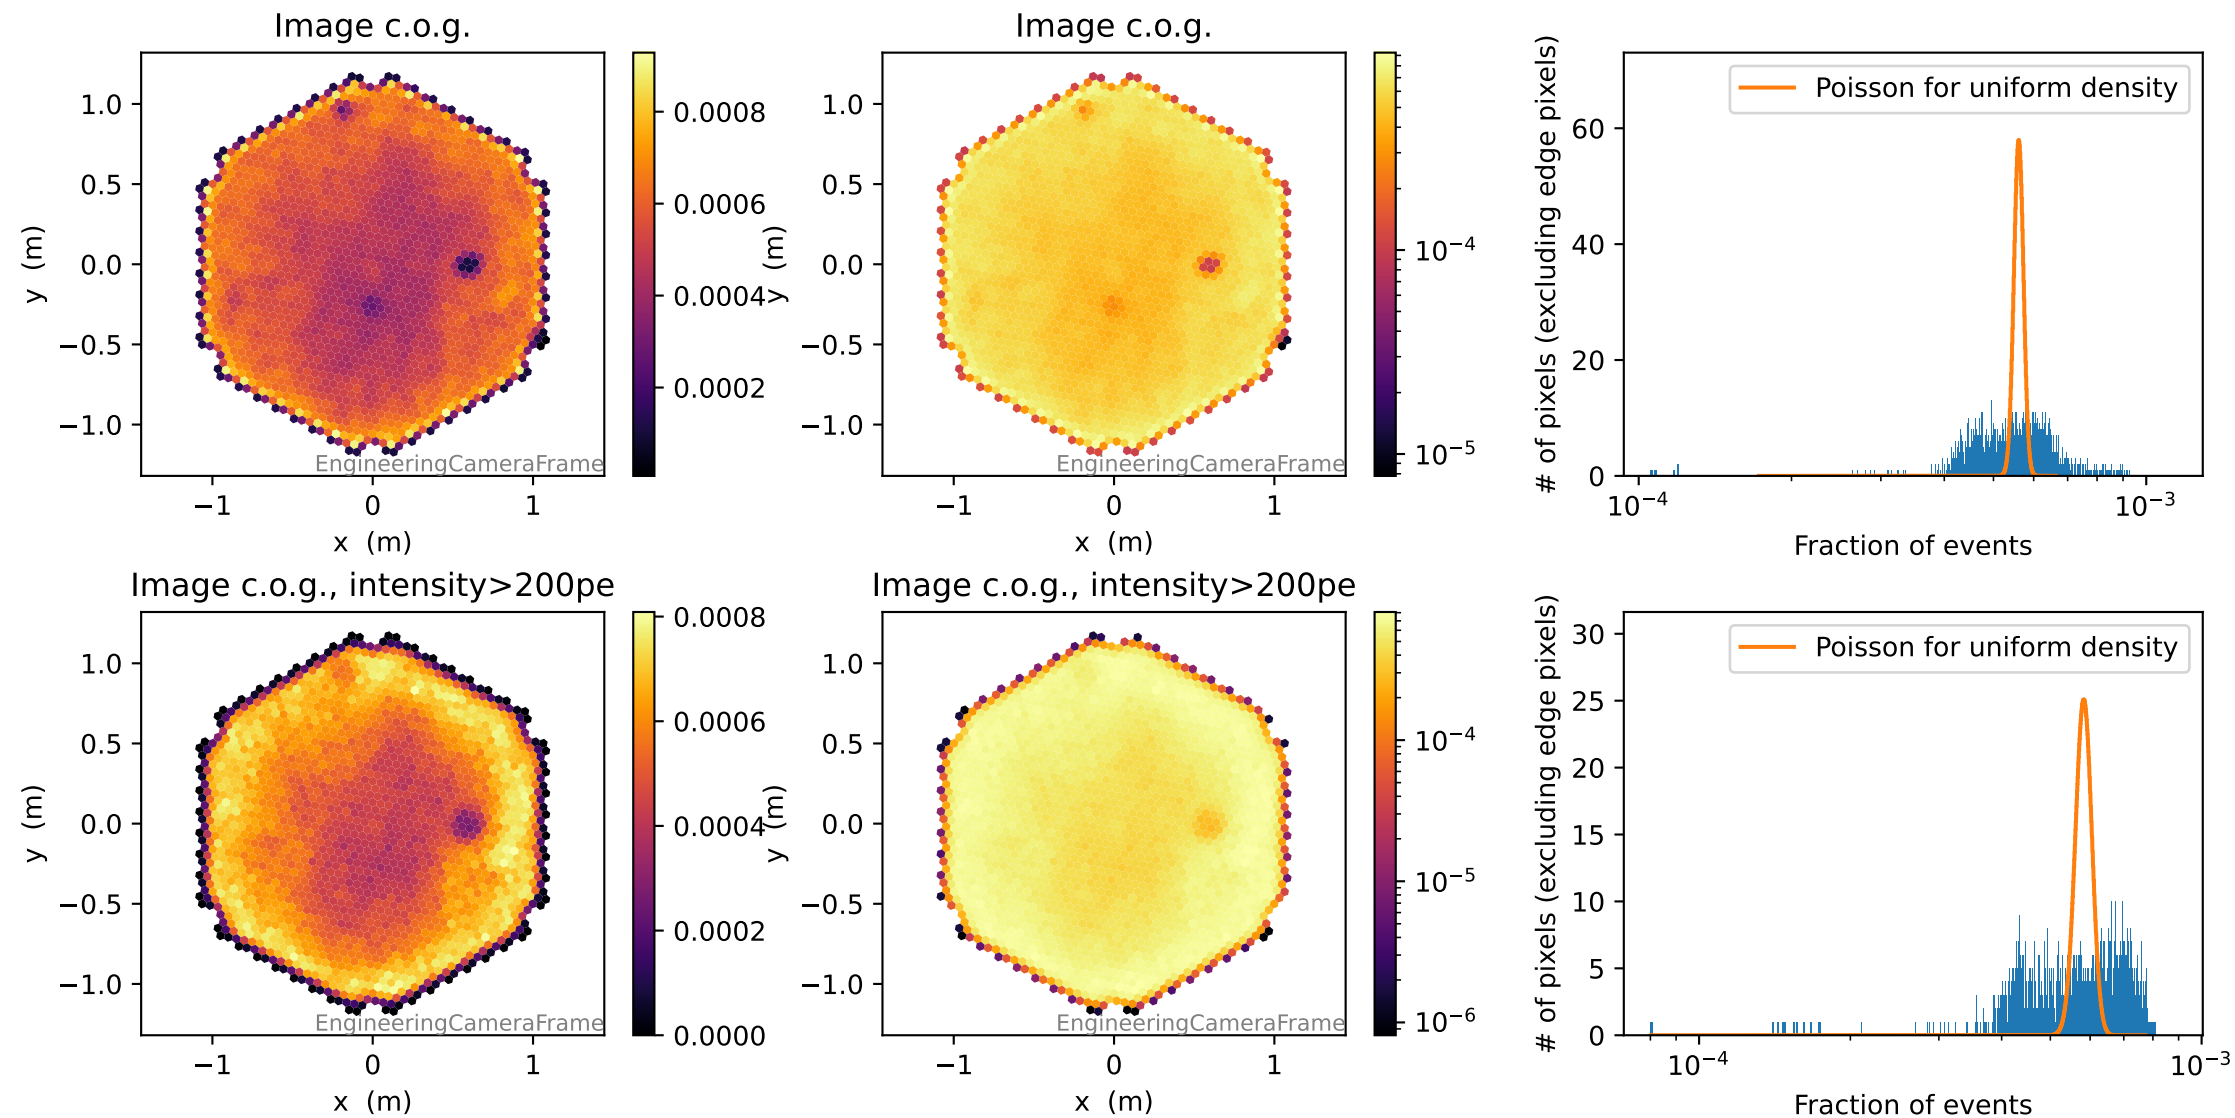 Image c.o.g.
1.0
0.5
0.0
−0.5
−1.0
y (m)
−1
0
1
x (m)
EngineeringCameraFrame
0.0008
0.0006
0.0004
0.0002
Image c.o.g.
1.0
0.5
0.0
−0.5
−1.0
y (m)
−1
0
1
x (m)
EngineeringCameraFrame
10⁻⁴
10⁻⁵
# of pixels (excluding edge pixels)
60
40
20
0
Poisson for uniform density
10⁻⁴
10⁻³
Fraction of events
Image c.o.g., intensity>200pe
1.0
0.5
0.0
−0.5
−1.0
y (m)
−1
0
1
x (m)
EngineeringCameraFrame
0.0008
0.0006
0.0004
0.0002
0.0000
Image c.o.g., intensity>200pe
1.0
0.5
0.0
−0.5
−1.0
y (m)
−1
0
1
x (m)
EngineeringCameraFrame
10⁻⁴
10⁻⁵
10⁻⁶
# of pixels (excluding edge pixels)
30
25
20
15
10
5
0
Poisson for uniform density
10⁻⁴
10⁻³
Fraction of events